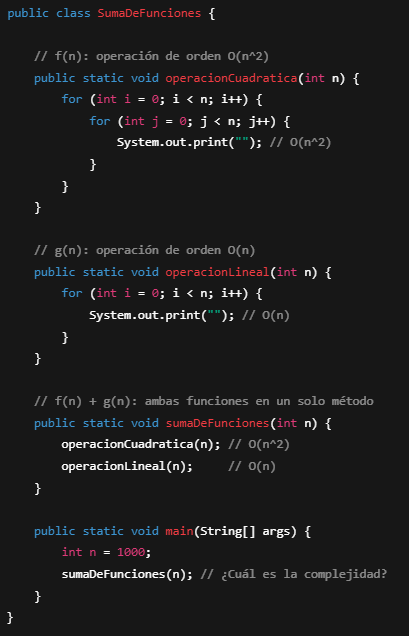 public class SumaDeFunciones {

    // f(n): operación de orden O(n^2)
    public static void operacionCuadratica(int n) {
        for (int i = 0; i < n; i++) {
            for (int j = 0; j < n; j++) {
                System.out.print(""); // O(n^2)
            }
        }
    }

    // g(n): operación de orden O(n)
    public static void operacionLineal(int n) {
        for (int i = 0; i < n; i++) {
            System.out.print(""); // O(n)
        }
    }

    // f(n) + g(n): ambas funciones en un solo método
    public static void sumaDeFunciones(int n) {
        operacionCuadratica(n); // O(n^2)
        operacionLineal(n);     // O(n)
    }

    public static void main(String[] args) {
        int n = 1000;
        sumaDeFunciones(n); // ¿Cuál es la complejidad?
    }
}